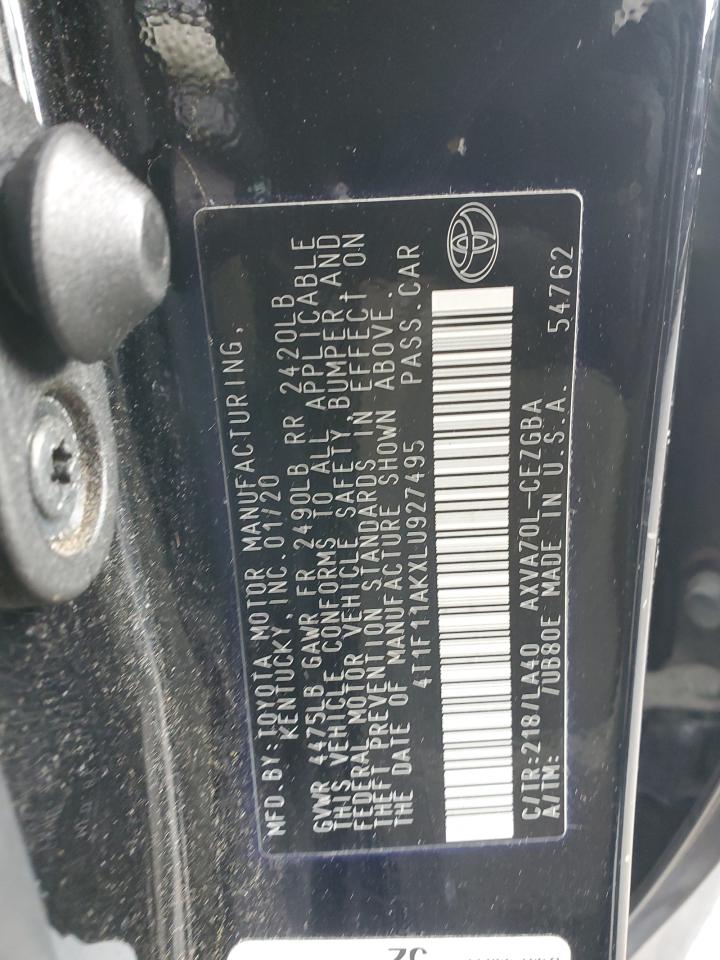 MFD.BY:TOYOTA MOTOR MANUFACTURING,
KENTUCKY, INC. 01/20
GVWR 4475LB GAWR FR 2490LB RR 2420LB
THIS VEHICLE CONFORMS TO ALL APPLICABLE
FEDERAL MOTOR VEHICLE SAFETY, BUMPER, AND
THEFT PREVENTION STANDARDS IN EFFECT ON
THE DATE OF MANUFACTURE SHOWN ABOVE.
4T1F11AKXLU927495 PASS.CAR
C/TR:218/LA40 AXVA70L-CEZGBA
A/TM: /UB80E MADE IN U.S.A. 54762